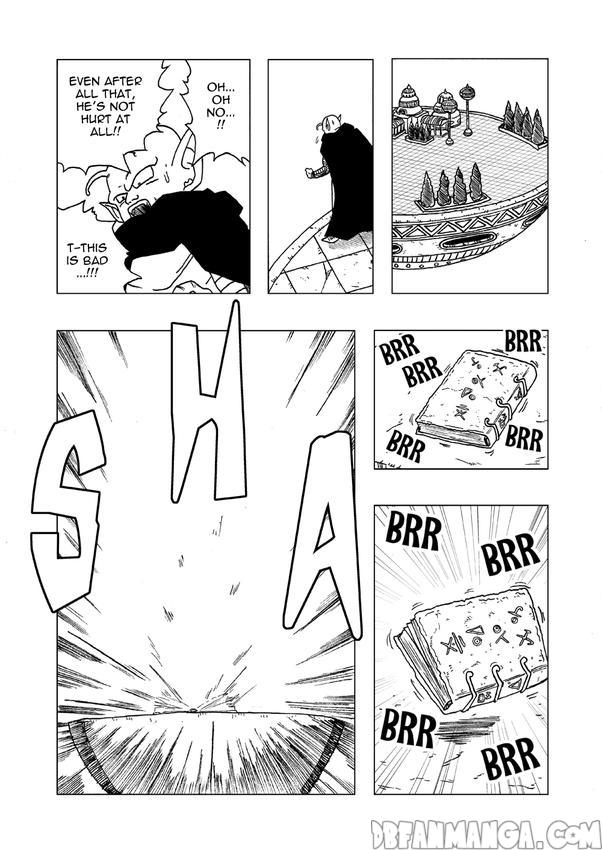 OH...
OH
NO...
!!
EVEN AFTER
ALL THAT,
HE'S NOT
HURT AT
ALL!!
T-THIS
IS BAD
...!!!
BRR
BRR
BRR
BRR
BRR
BRR
BRR
BRR
BRR
SHA
DBFANMANGA.COM